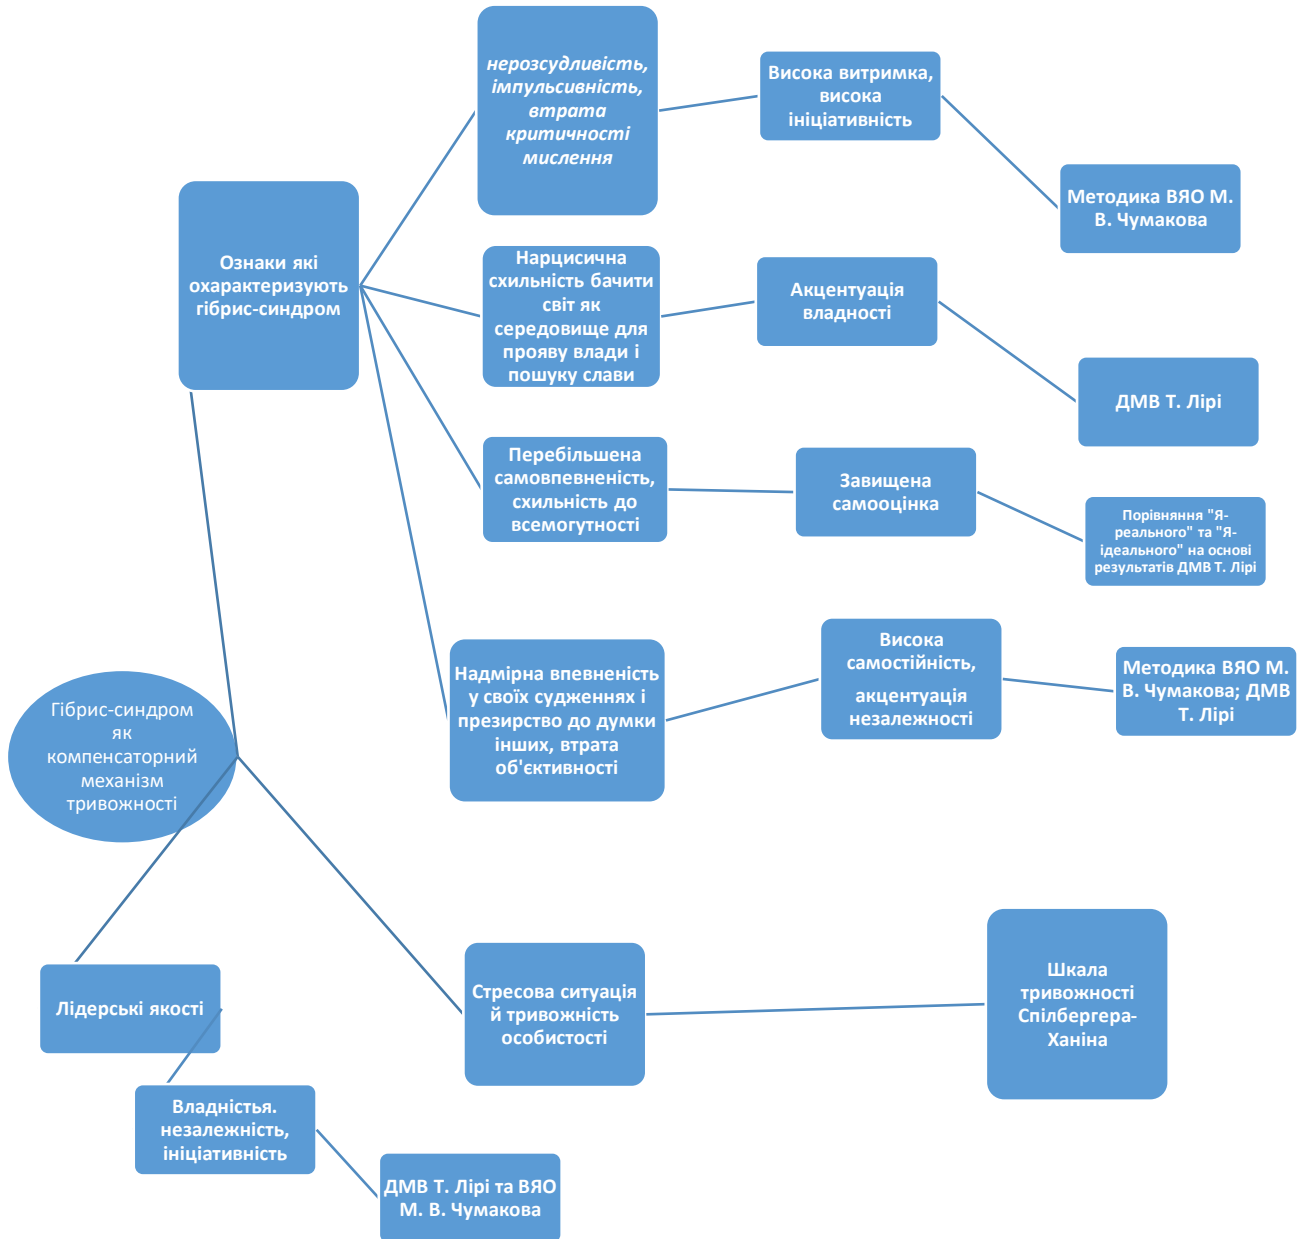 нерозсудливість,
імпульсивність,
втрата
критичності
мислення
Висока витримка,
висока
ініціативність
Методика ВЯО М.
В. Чумакова
Ознаки які
охарактеризують
гібрис-синдром
Нарцисична
схильність бачити
світ як
середовище для
прояву влади і
пошуку слави
Акцентуація
владності
ДМВ Т. Лірі
Перебільшена
самовпевненість,
схильність до
всемогутності
Завищена
самооцінка
Порівняння "Я-
реального" та "Я-
ідеального" на основі
результатів ДМВ Т. Лірі
Надмірна впевненість
у своїх судженнях і
презирство до думки
інших, втрата
об'єктивності
Висока
самостійність,
акцентуація
незалежності
Методика ВЯО М.
В. Чумакова; ДМВ
Т. Лірі
Гібрис-синдром
як
компенсаторний
механізм
тривожності
Стресова ситуація
й тривожність
особистості
Шкала
тривожності
Спілбергера-
Ханіна
Лідерські якості
Владністья.
незалежність,
ініціативність
ДМВ Т. Лірі та ВЯО
М. В. Чумакова